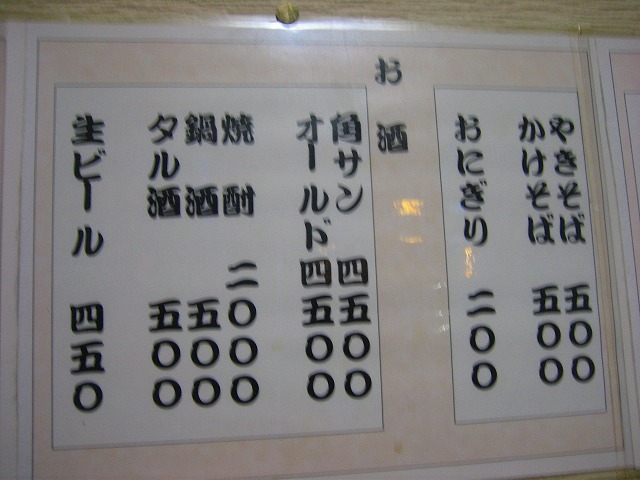 やきそば 五〇〇
かけそば 五〇〇
おにぎり 二〇〇
お酒
角サン 四五〇〇
オールド 四五〇〇
焼酎 二〇〇〇
鍋酒 五〇〇
タル酒 五〇〇
生ビール 四五〇